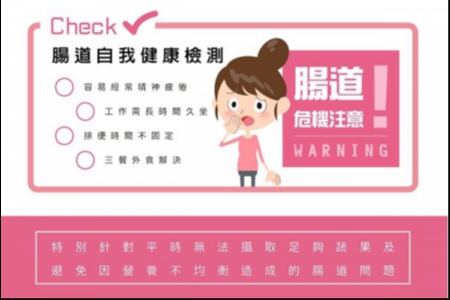 Check
腸道自我健康檢測
容易經常精神疲倦
工作需長時間久坐
排便時間不固定
三餐外食解決
腸道
危機注意
!
WARNING
特別針對平時無法攝取足夠蔬果及
避免因營養不均衡造成的腸道問題